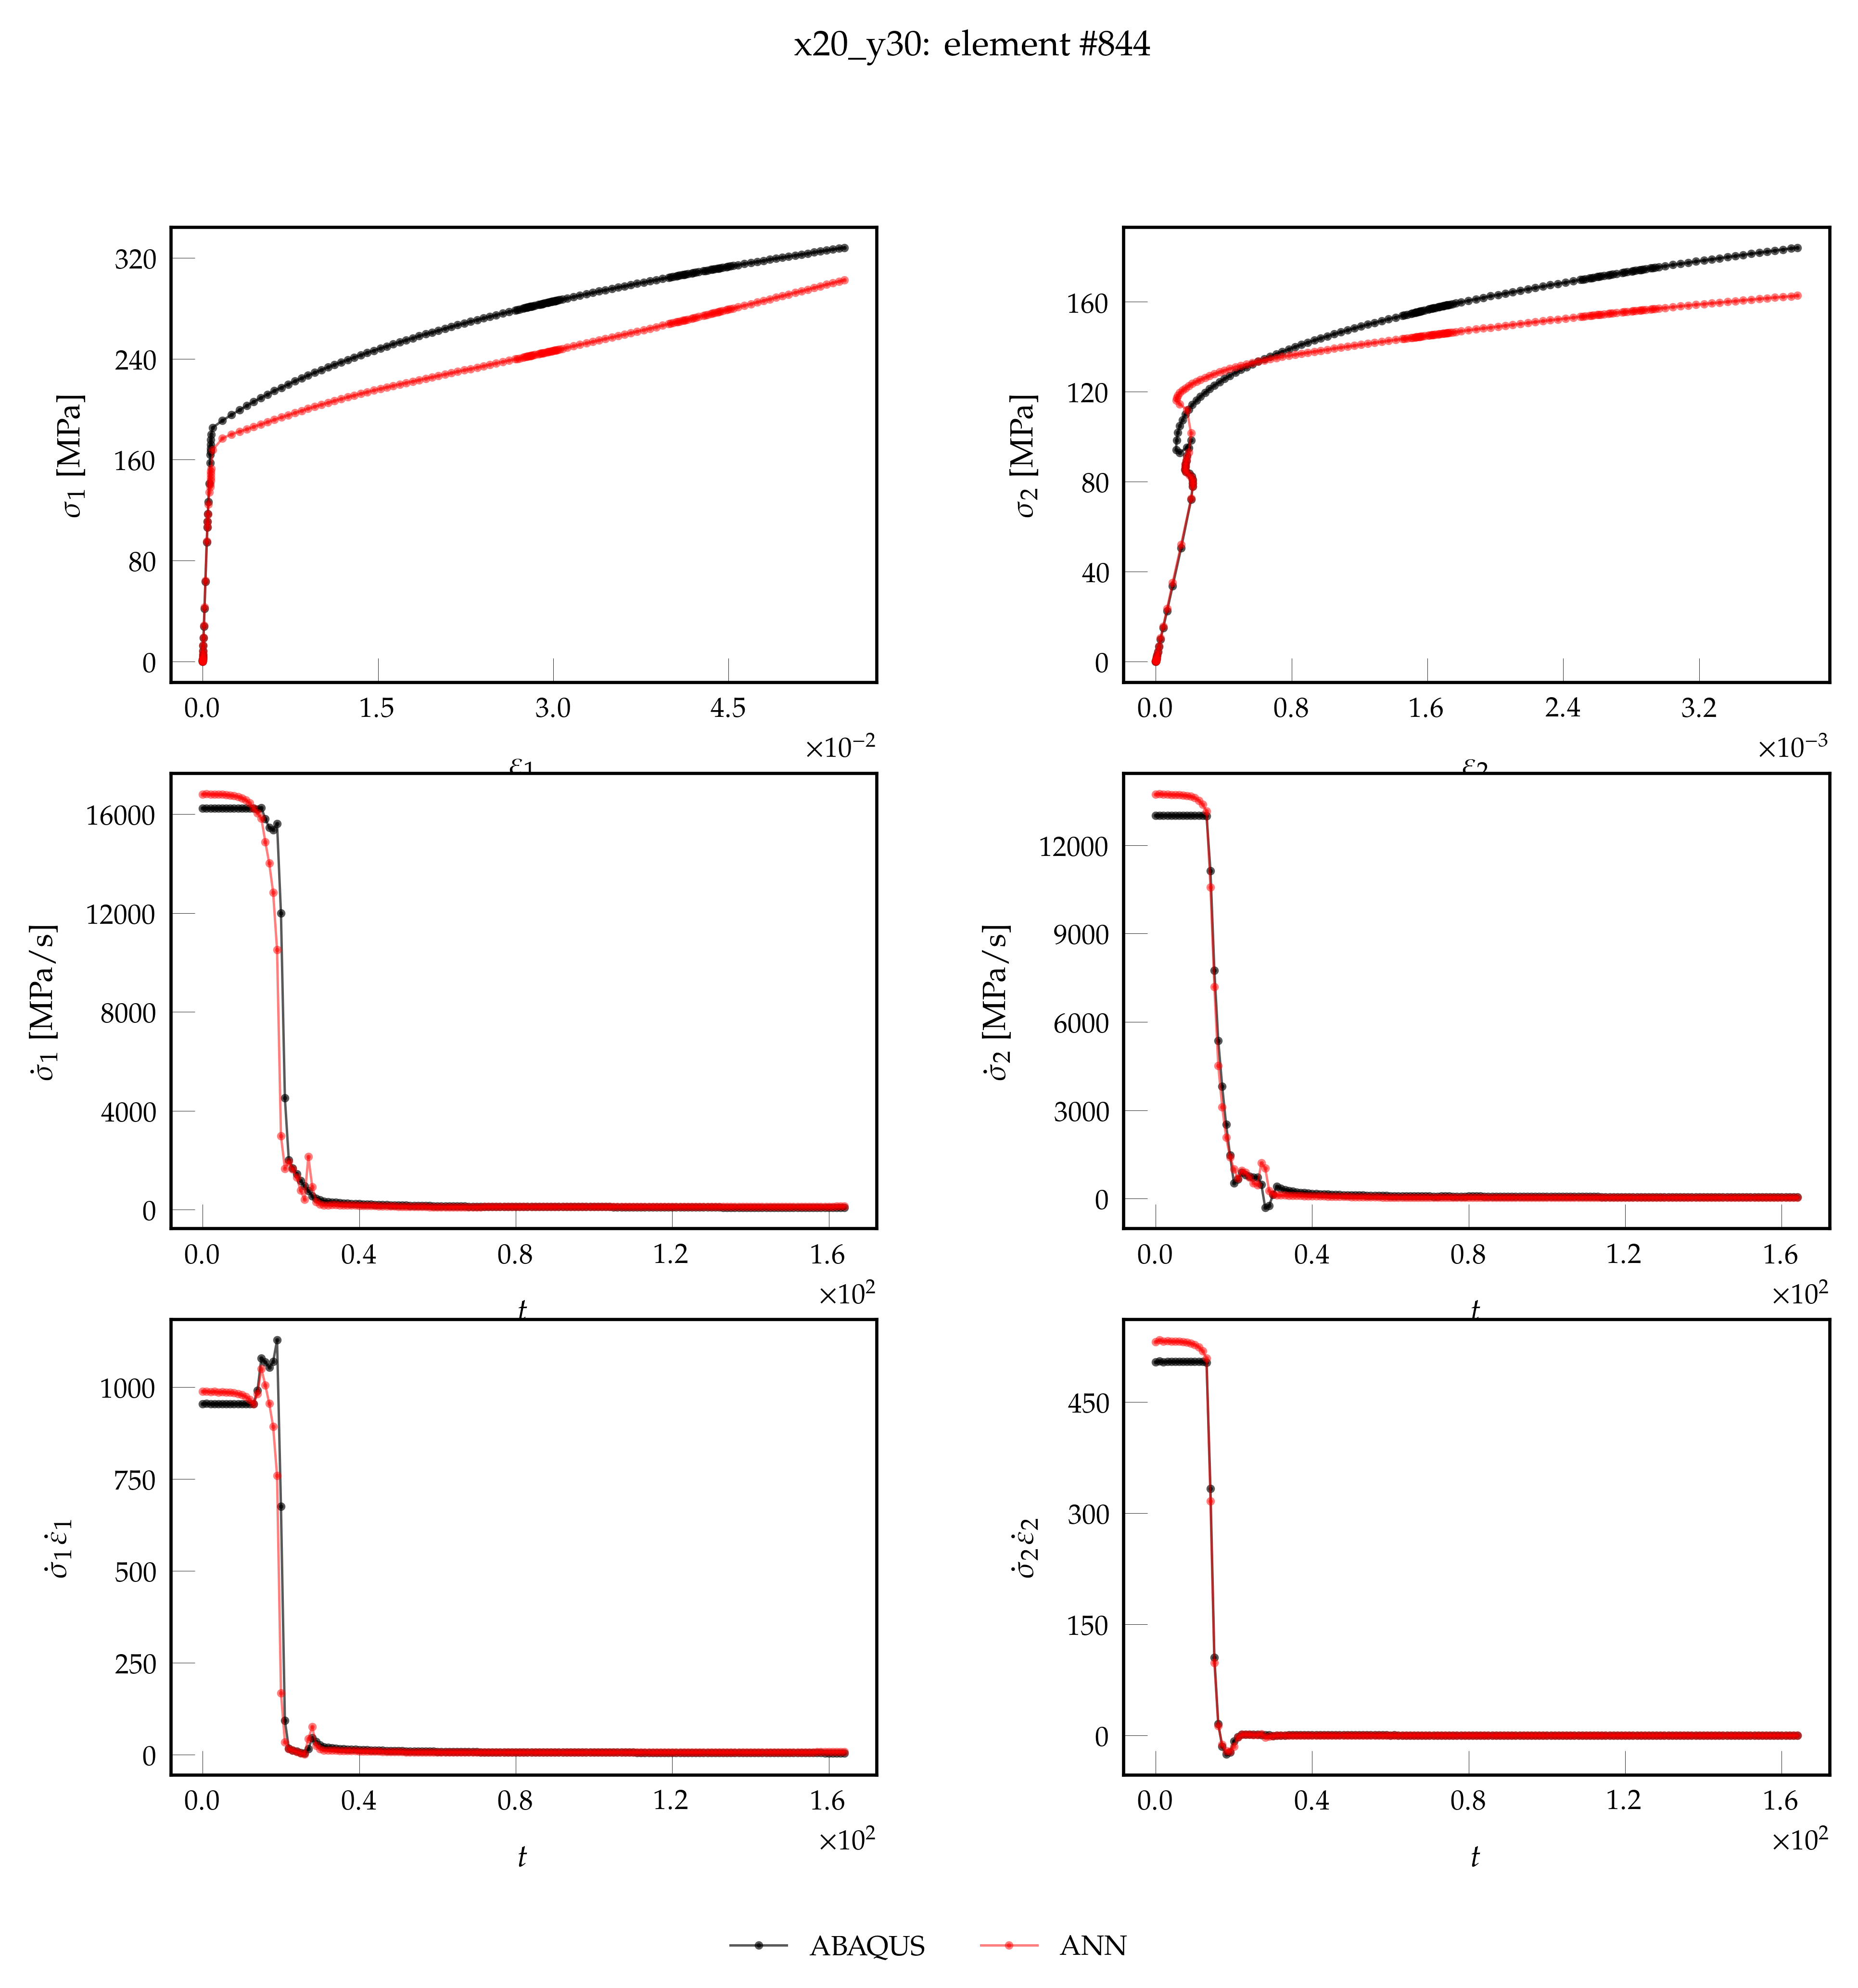 x20_y30: element #844
σ₁ [MPa]
320
240
160
80
0
0.0 1.5 3.0 4.5
×10⁻²
ε₁
σ₂ [MPa]
160
120
80
40
0
0.0 0.8 1.6 2.4 3.2
×10⁻³
ε₂
σ̇₁ [MPa/s]
16000
12000
8000
4000
0
0.0 0.4 0.8 1.2 1.6
×10²
t
σ̇₂ [MPa/s]
12000
9000
6000
3000
0
0.0 0.4 0.8 1.2 1.6
×10²
t
σ̇₁ε̇₁
1000
750
500
250
0
0.0 0.4 0.8 1.2 1.6
×10²
t
σ̇₂ε̇₂
450
300
150
0
0.0 0.4 0.8 1.2 1.6
×10²
t
ABAQUS ANN